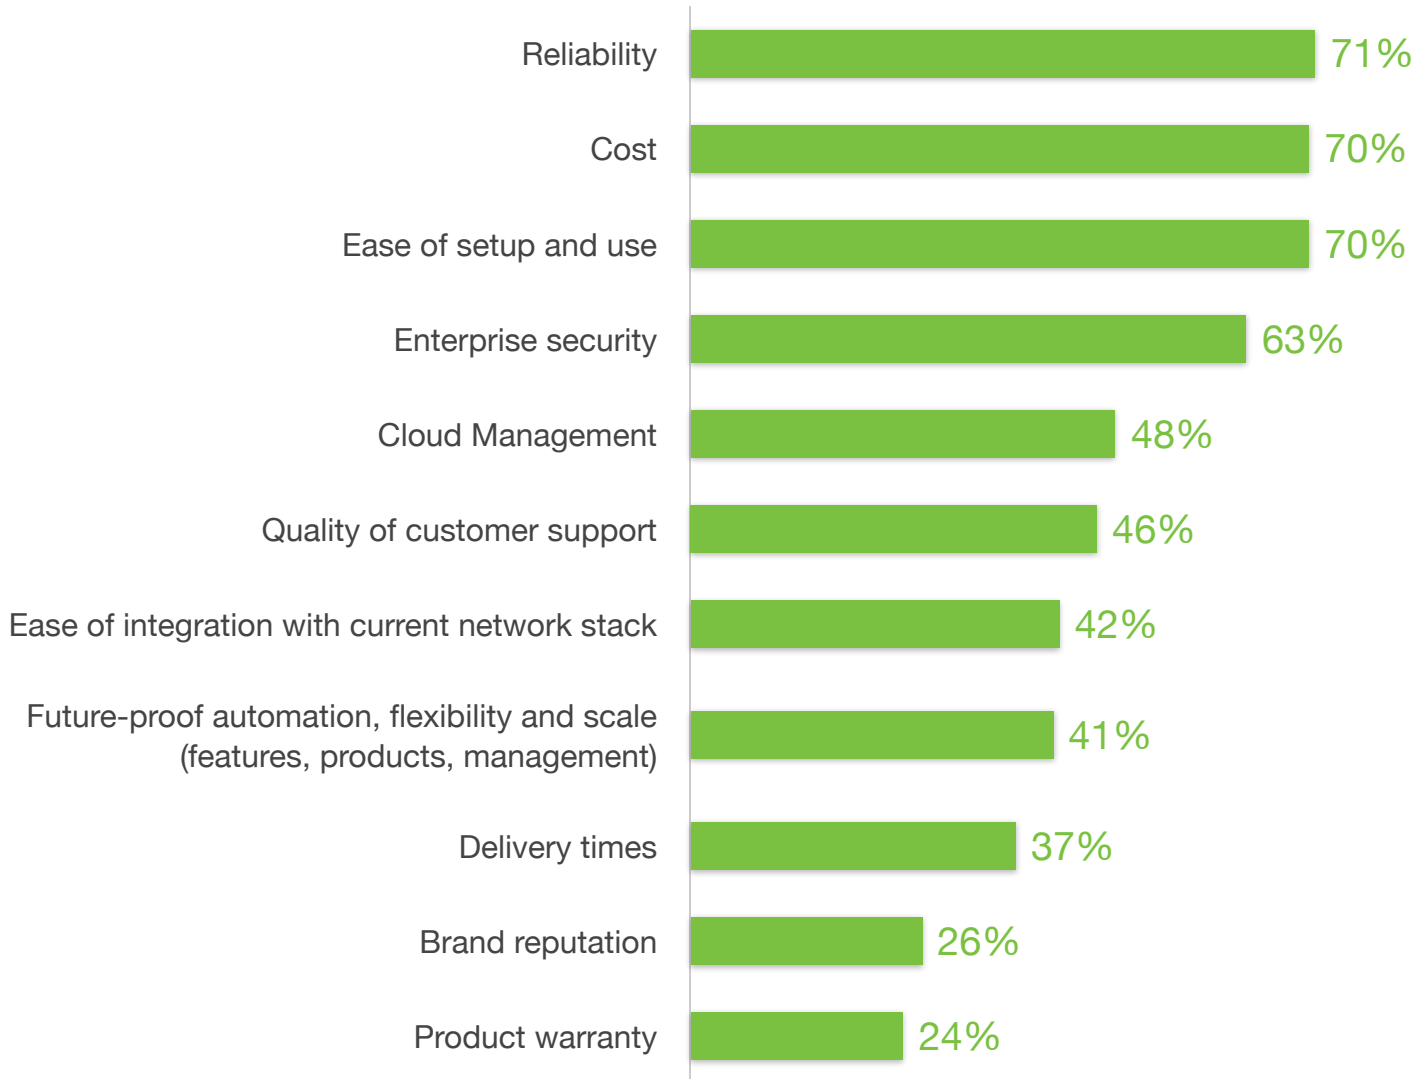 Reliability 71%
Cost 70%
Ease of setup and use 70%
Enterprise security 63%
Cloud Management 48%
Quality of customer support 46%
Ease of integration with current network stack 42%
Future-proof automation, flexibility and scale
(features, products, management) 41%
Delivery times 37%
Brand reputation 26%
Product warranty 24%